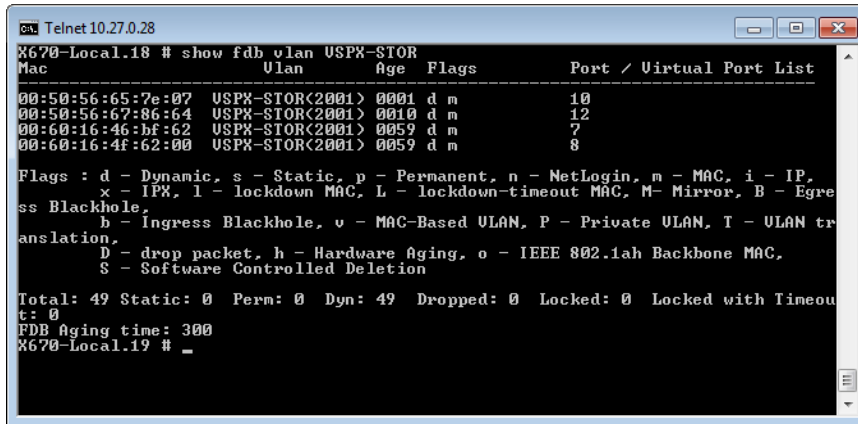 Telnet 10.27.0.28
X670-Local.18 # show fdb vlan VSPX-STOR
Mac                     Vlan       Age  Flags         Port / Virtual Port List
------------------------------------------------------------------------------
00:50:56:65:7e:07  VSPX-STOR(2001) 0001 d m           10
00:50:56:67:86:64  VSPX-STOR(2001) 0010 d m           12
00:60:16:46:bf:62  VSPX-STOR(2001) 0059 d m           7
00:60:16:4f:62:00  VSPX-STOR(2001) 0059 d m           8
Flags : d - Dynamic, s - Static, p - Permanent, n - NetLogin, m - MAC, i - IP,
        x - IPX, l - lockdown MAC, L - lockdown-timeout MAC, M- Mirror, B - Egre
ss Blackhole,
        b - Ingress Blackhole, v - MAC-Based VLAN, P - Private VLAN, T - VLAN tr
anslation,
        D - drop packet, h - Hardware Aging, o - IEEE 802.1ah Backbone MAC,
        S - Software Controlled Deletion
Total: 49 Static: 0  Perm: 0  Dyn: 49  Dropped: 0  Locked: 0  Locked with Timeou
t: 0
FDB Aging time: 300
X670-Local.19 # _